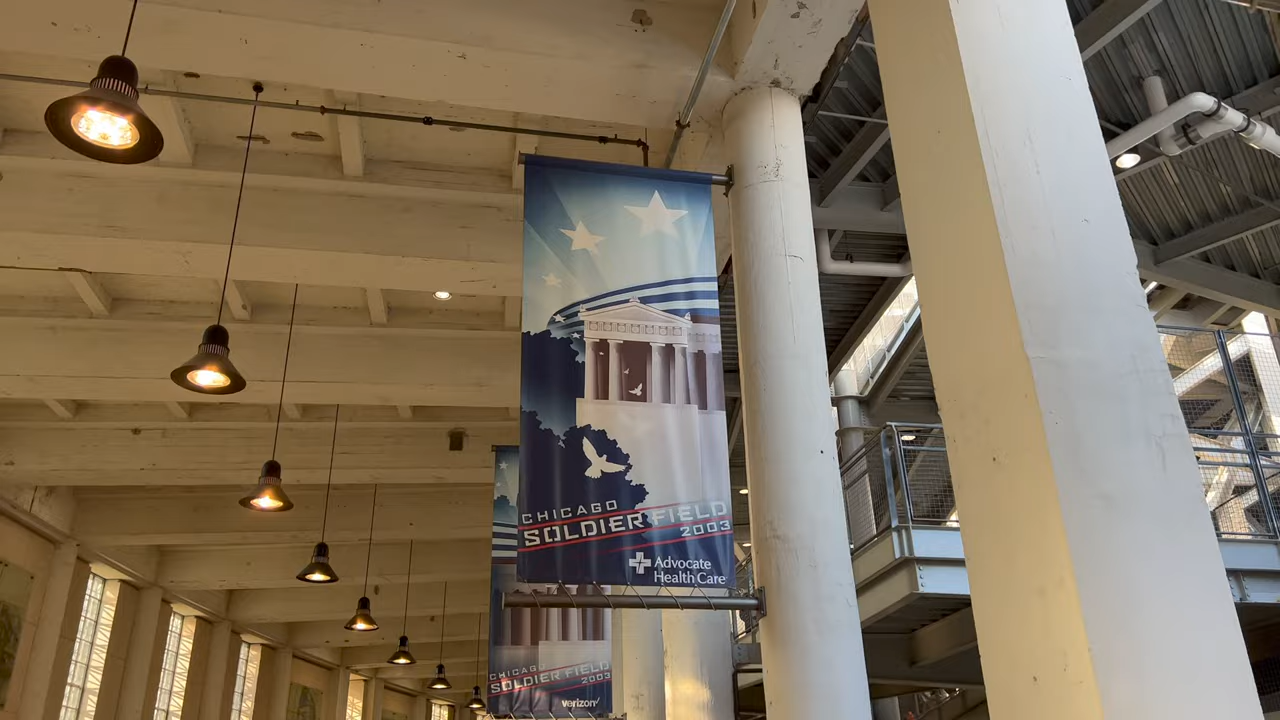 CHICAGO
SOLDIER FIELD
2003
Advocate
Health Care
CHICAGO
SOLDIER FIELD
2003
verizon